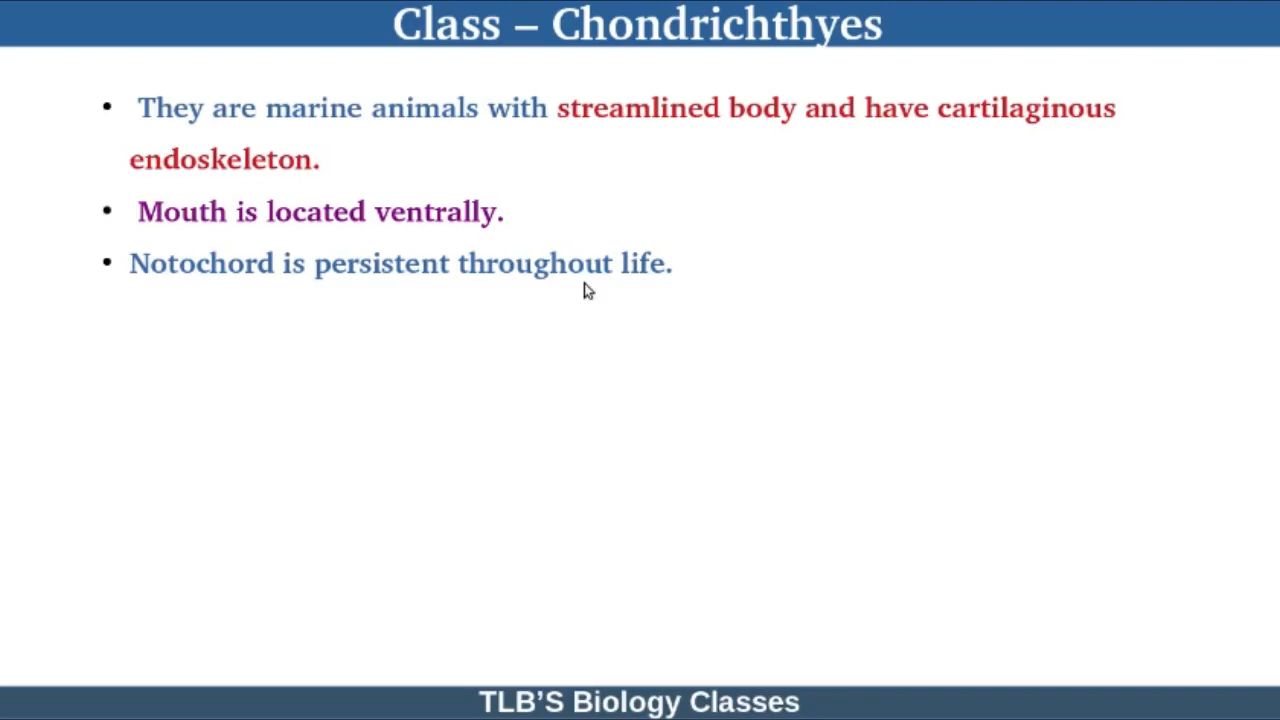 Class – Chondrichthyes
• They are marine animals with streamlined body and have cartilaginous
endoskeleton.
• Mouth is located ventrally.
• Notochord is persistent throughout life.
TLB’S Biology Classes